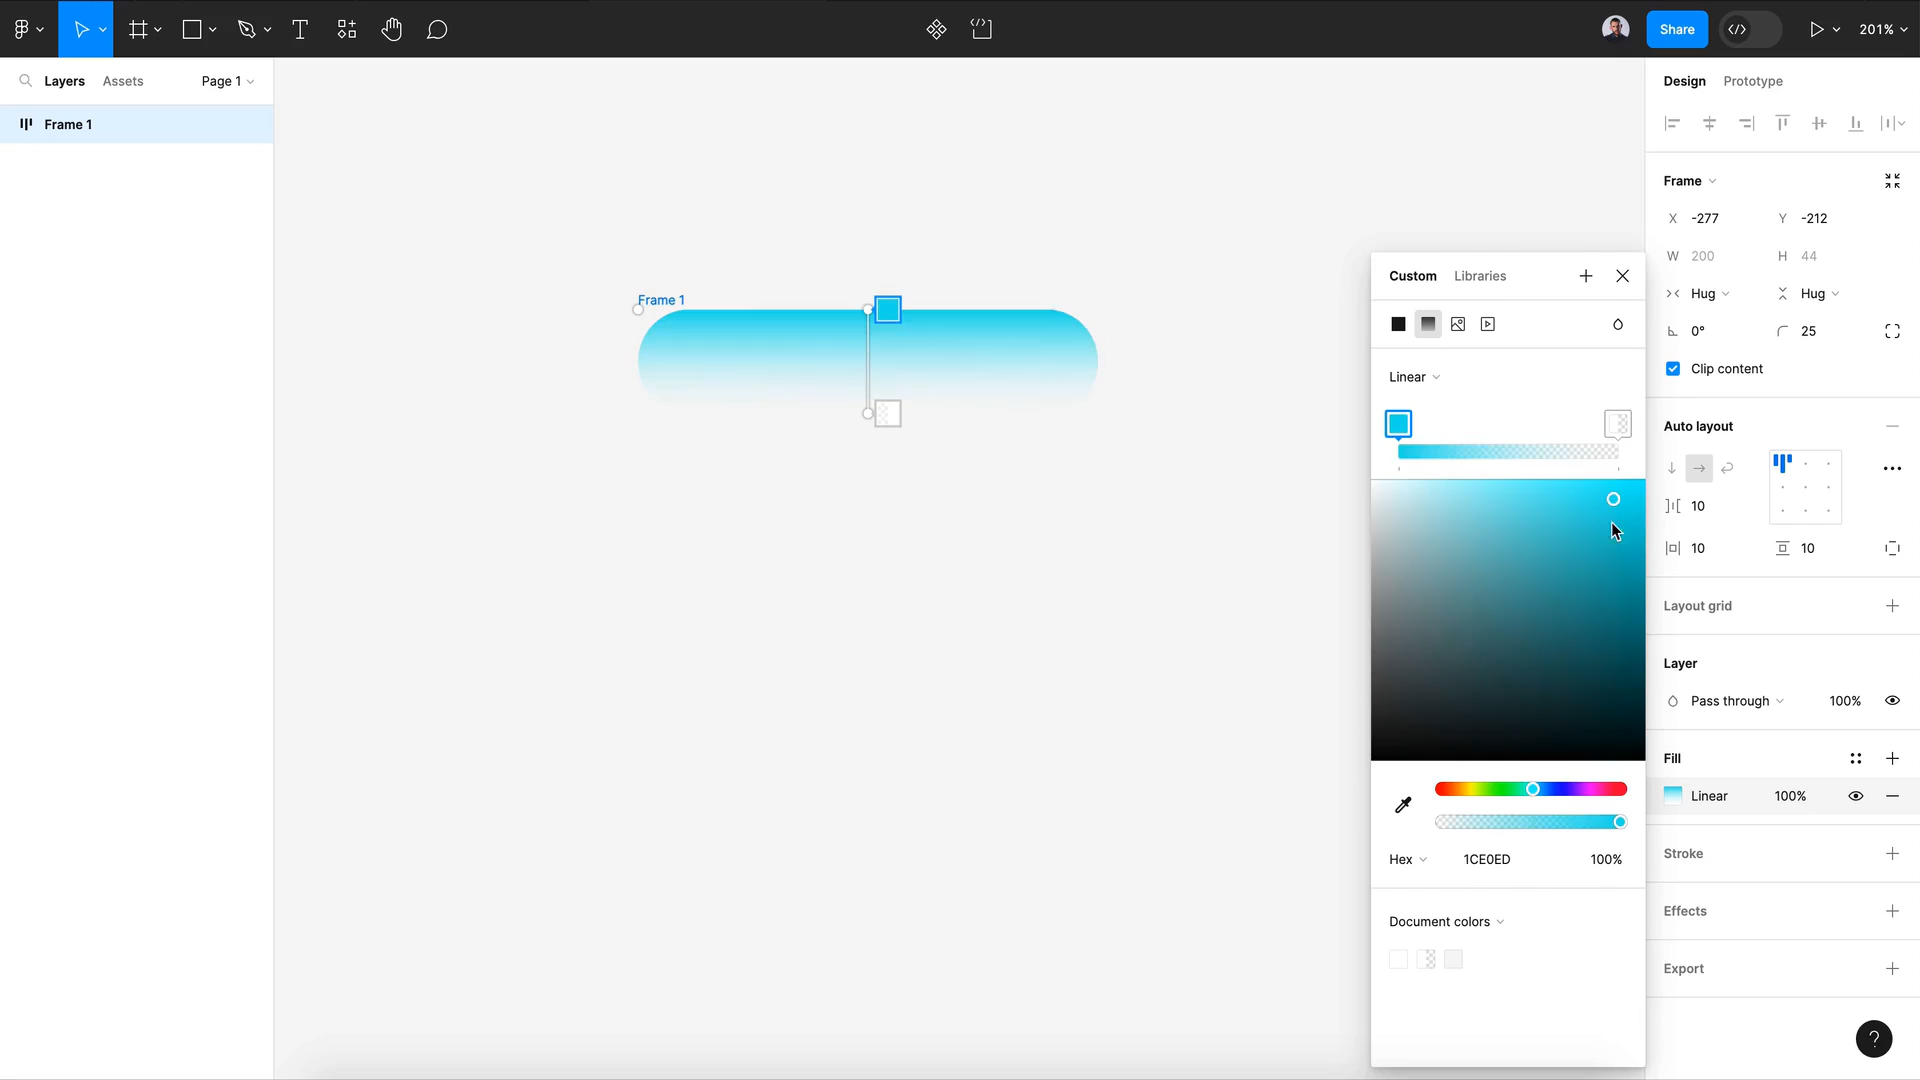 Share
201%
Layers
Assets
Page 1
Design
Prototype
Frame 1
Frame
X
-277
Y
-212
W
200
H
44
Hug
Hug
0°
25
Clip content
Frame 1
Custom
Libraries
Linear
Auto layout
10
10
10
Layout grid
Layer
Pass through
100%
Fill
Linear
100%
Hex
1CE0ED
100%
Stroke
Effects
Document colors
Export
?